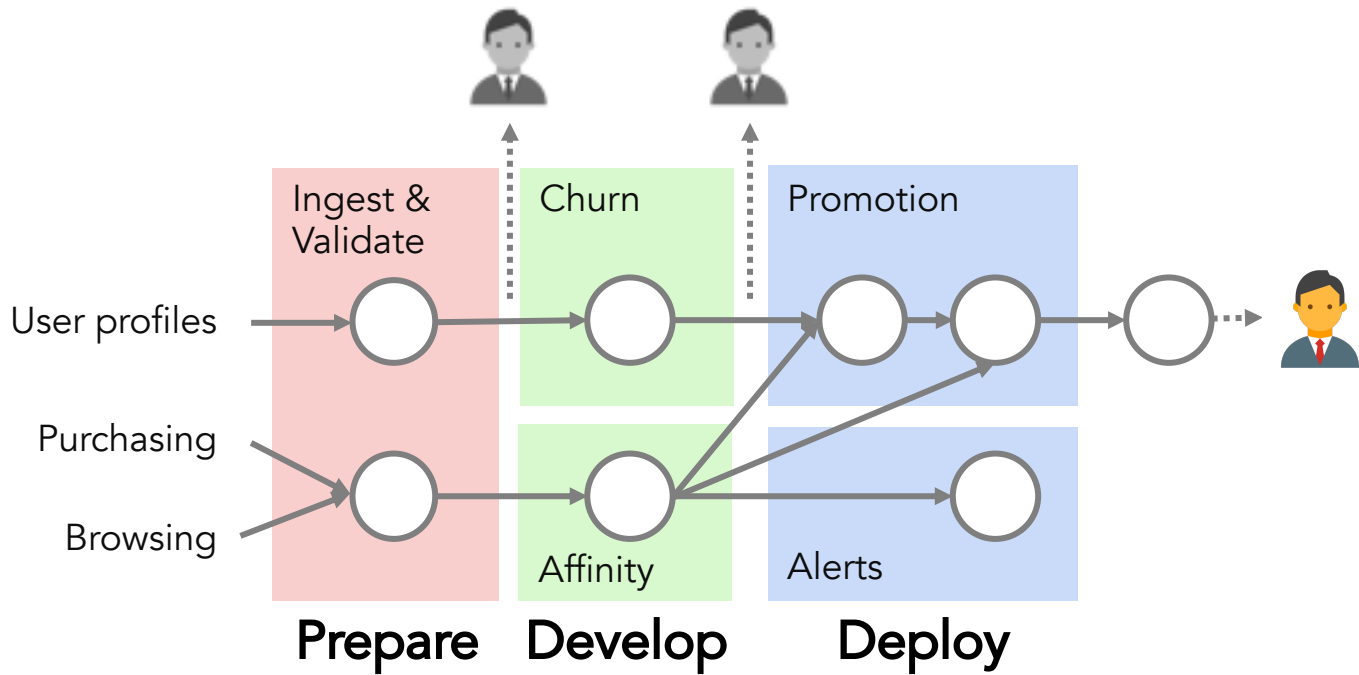 Ingest &
Validate
Churn
Promotion
User profiles
Purchasing
Browsing
Affinity
Alerts
Prepare
Develop
Deploy